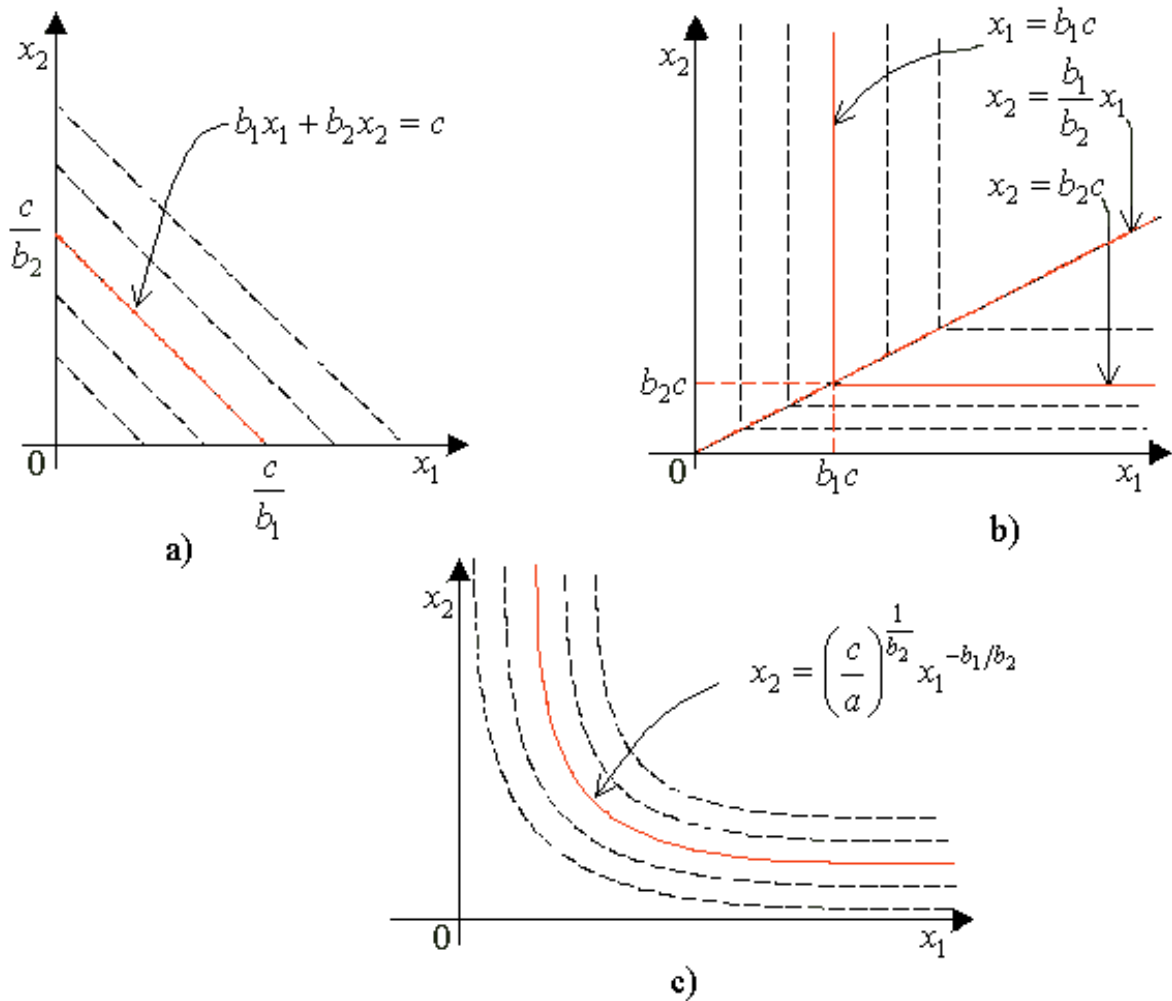 x₂
b₁x₁ + b₂x₂ = c
c/b₂
0
x₁
c/b₁
a)
x₂
x₁ = b₁c
x₂ = b₁/b₂ x₁
x₂ = b₂c
b₂c
0
b₁c
x₁
b)
x₂
x₂ = (c/a)^(1/b₂) x₁^(-b₁/b₂)
0
x₁
c)